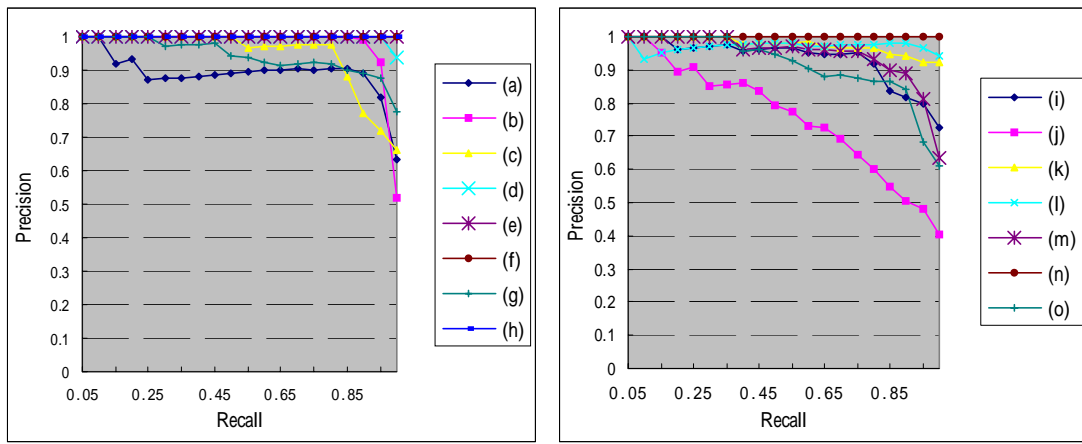 1
0.9
0.8
0.7
0.6
0.5
0.4
0.3
0.2
0.1
0
Precision
0.05 0.25 0.45 0.65 0.85
Recall
(a)
(b)
(c)
(d)
(e)
(f)
(g)
(h)
1
0.9
0.8
0.7
0.6
0.5
0.4
0.3
0.2
0.1
0
Precision
0.05 0.25 0.45 0.65 0.85
Recall
(i)
(j)
(k)
(l)
(m)
(n)
(o)